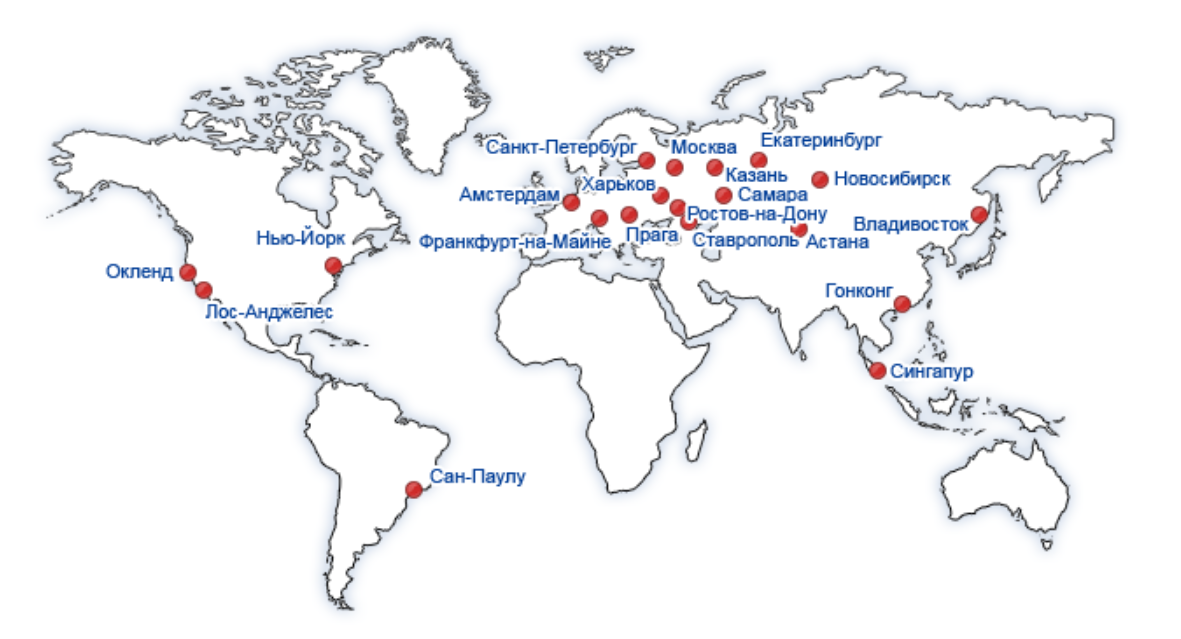 Санкт-Петербург
Москва
Екатеринбург
Казань
Новосибирск
Харьков
Амстердам
Самара
Ростов-на-Дону
Владивосток
Франкфурт-на-Майне
Прага
Ставрополь
Астана
Нью-Йорк
Окленд
Лос-Анджелес
Гонконг
Сингапур
Сан-Паулу